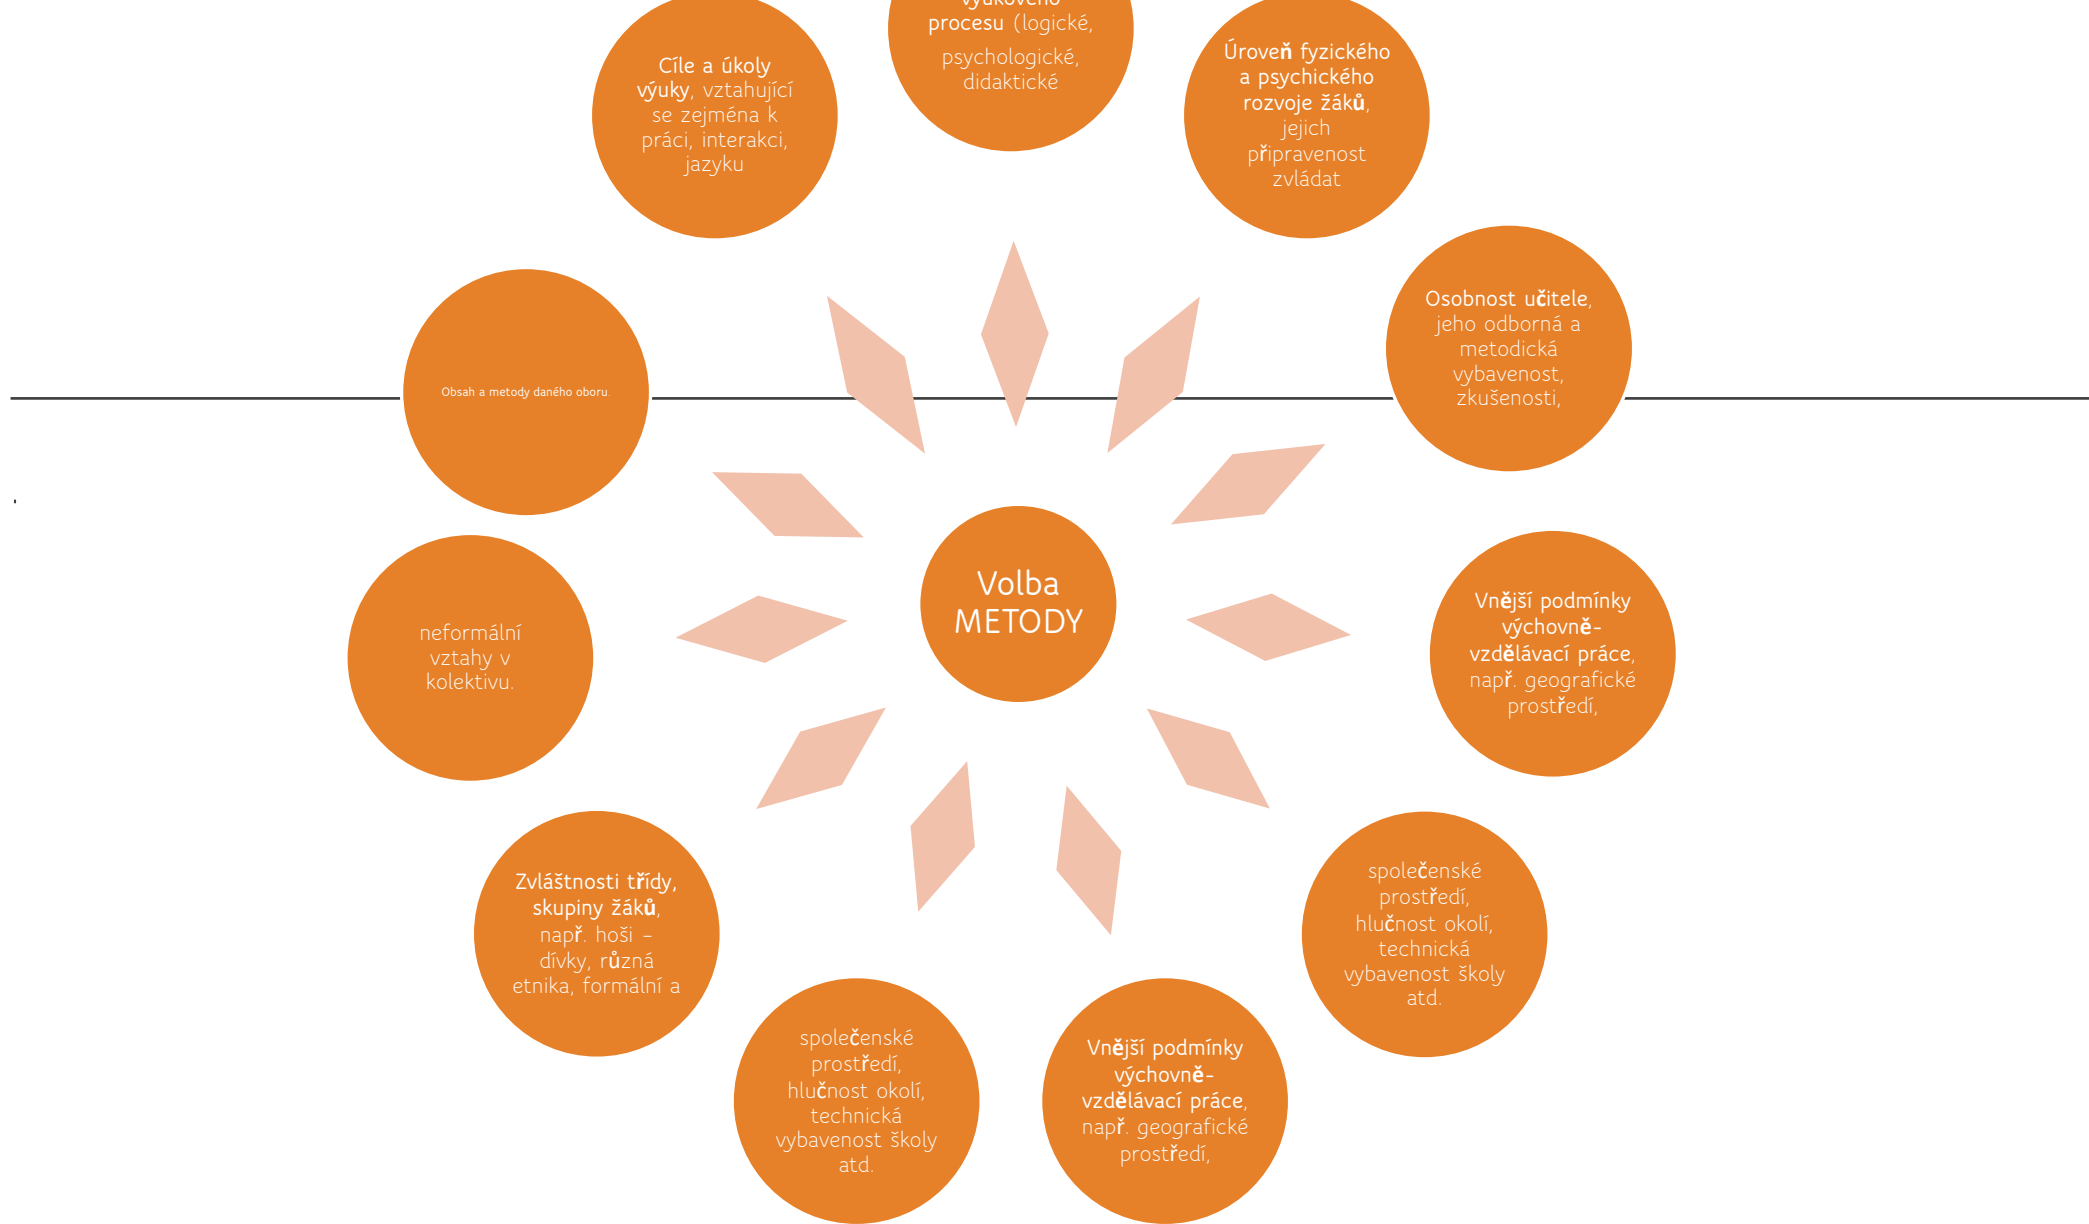 procesu (logické,
psychologické,
didaktické
Úroveň fyzického
a psychického
rozvoje žáků,
jejich
připravenost
zvládat
Osobnost učitele,
jeho odborná a
metodická
vybavenost,
zkušenosti,
Vnější podmínky
výchovně-
vzdělávací práce,
např. geografické
prostředí,
společenské
prostředí,
hlučnost okolí,
technická
vybavenost školy
atd.
Vnější podmínky
výchovně-
vzdělávací práce,
např. geografické
prostředí,
společenské
prostředí,
hlučnost okolí,
technická
vybavenost školy
atd.
Zvláštnosti třídy,
skupiny žáků,
např. hoši –
dívky, různá
etnika, formální a
neformální
vztahy v
kolektivu.
Obsah a metody daného oboru.
Cíle a úkoly
výuky, vztahující
se zejména k
práci, interakci,
jazyku
Volba
METODY
.